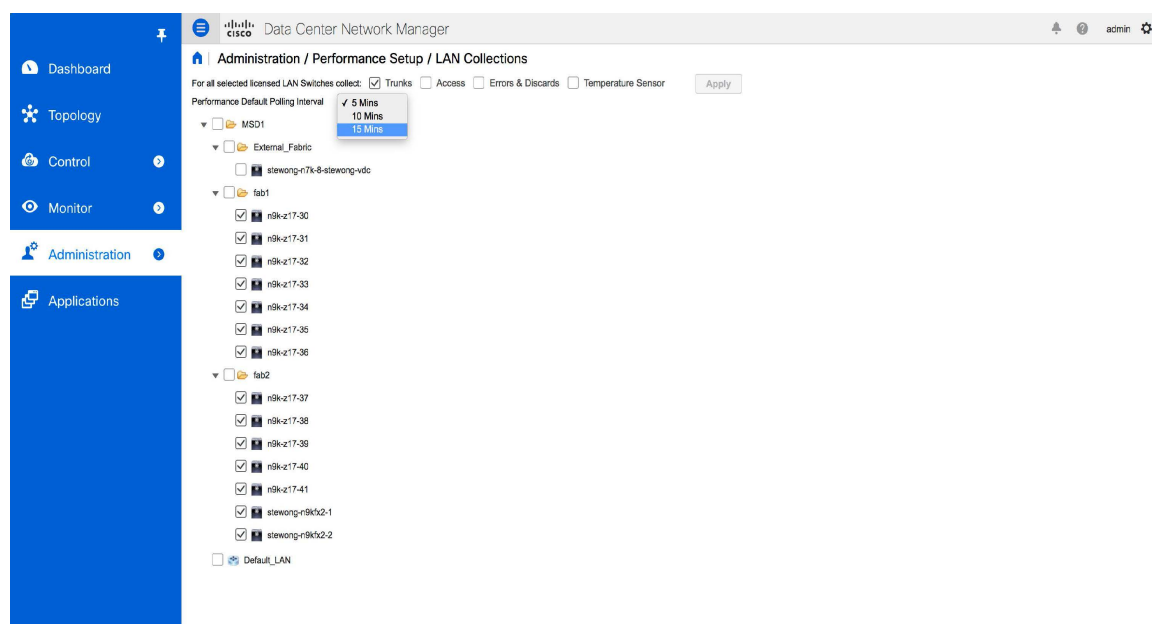 cisco Data Center Network Manager
admin
Dashboard
Topology
Control
Monitor
Administration
Applications
Administration / Performance Setup / LAN Collections
For all selected licensed LAN Switches collect: Trunks Access Errors & Discards Temperature Sensor Apply
Performance Default Polling Interval
✓ 5 Mins
10 Mins
15 Mins
MSD1
External_Fabric
stewong-n7k-8-stewong-vdc
fab1
n9k-z17-30
n9k-z17-31
n9k-z17-32
n9k-z17-33
n9k-z17-34
n9k-z17-35
n9k-z17-36
fab2
n9k-z17-37
n9k-z17-38
n9k-z17-39
n9k-z17-40
n9k-z17-41
stewong-n9kfx2-1
stewong-n9kfx2-2
Default_LAN